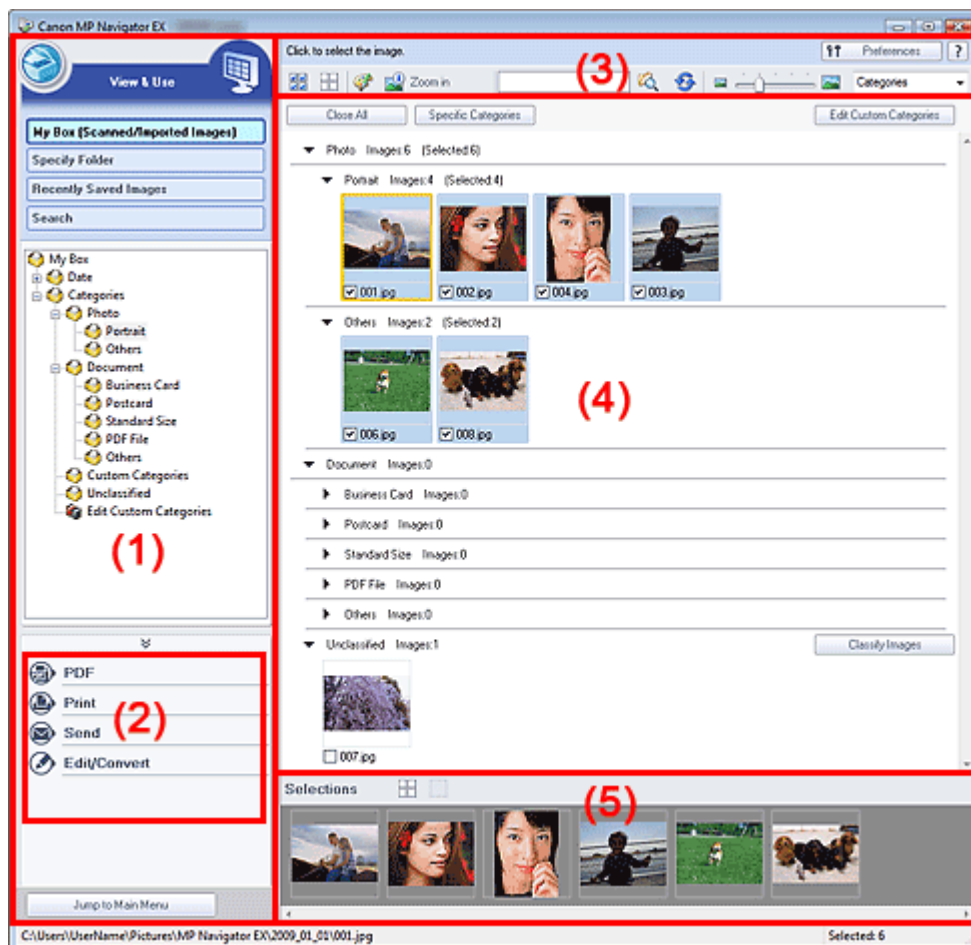 Canon MP Navigator EX
View & Use
My Box (Scanned/Imported Images)
Specify Folder
Recently Saved Images
Search
My Box
Date
Categories
Photo
Portrait
Others
Document
Business Card
Postcard
Standard Size
PDF File
Others
Custom Categories
Unclassified
Edit Custom Categories
(1)
PDF
Print
(2)
Send
Edit/Convert
Jump to Main Menu
Click to select the image.
Preferences
?
Zoom in
(3)
Categories
Close All
Specific Categories
Edit Custom Categories
Photo Images:6 (Selected:6)
Portrait Images:4 (Selected:4)
001.jpg
002.jpg
004.jpg
003.jpg
Others Images:2 (Selected:2)
006.jpg
008.jpg
(4)
Document Images:0
Business Card Images:0
Postcard Images:0
Standard Size Images:0
PDF File Images:0
Others Images:0
Unclassified Images:1
Classify Images
007.jpg
Selections
(5)
C:\Users\UserName\Pictures\MP Navigator EX\2009_01_01\001.jpg
Selected: 6